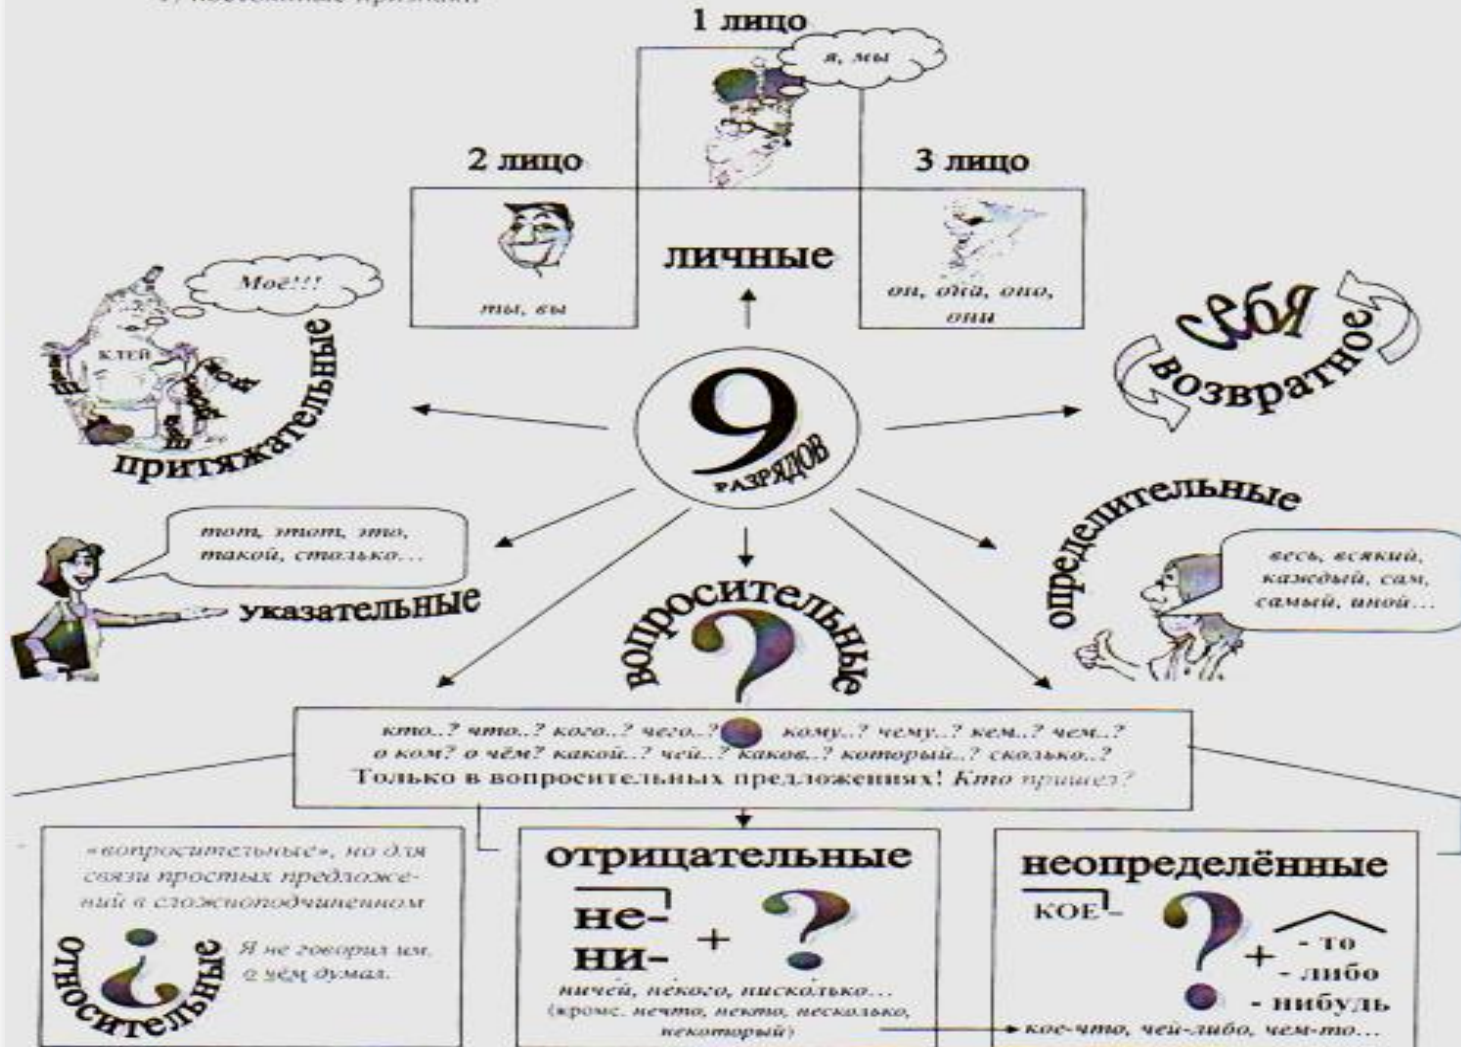 1 лицо
я, мы
2 лицо
3 лицо
личные
ты, вы
он, она, оно,
они
Моё!!!
КЛЕЙ
притяжательные
себя
возвратное
9
РАЗРЯДОВ
тот, этот, это,
такой, столько...
указательные
вопросительные
?
определительные
весь, всякий,
каждый, сам,
самый, иной...
кто..? что..? кого..? чего..? кому..? чему..? кем..? чем..?
о ком? о чём? какой..? чей..? каков..? который..? сколько..?
Только в вопросительных предложениях! Кто пришел?
«вопросительные», но для
связи простых предложе-
ний в сложноподчиненном
относительные
Я не говорил им,
о чём думал.
отрицательные
не-
ни-
+ ?
ничей, некого, нисколько...
(кроме. нечто, некто, несколько,
некоторый)
неопределённые
КОЕ - ? +
- то
- либо
- нибудь
кое-что, чей-либо, чем-то...